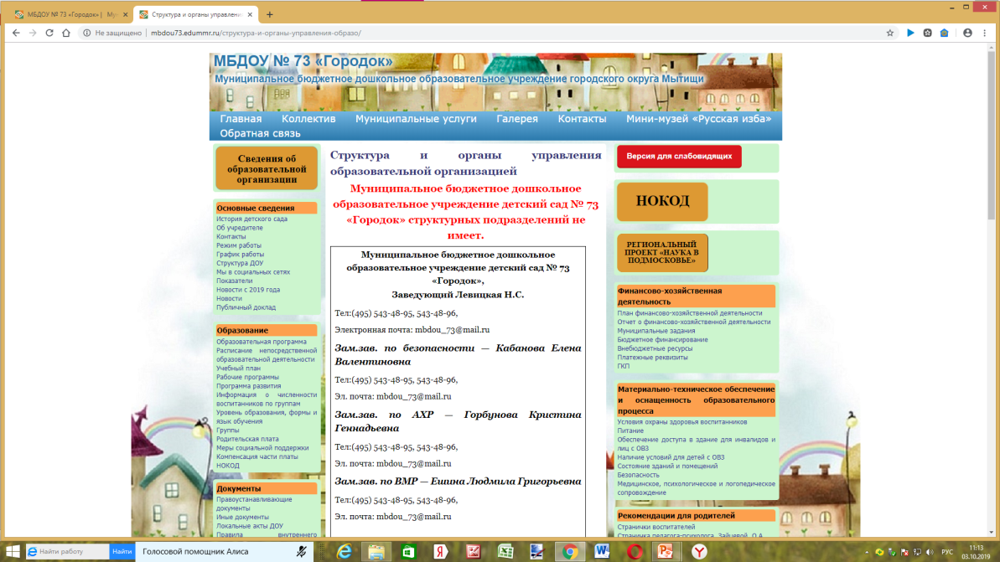 МБДОУ № 73 «Городок» | Му
Структура и органы управлени
Не защищено | mbdou73.edummr.ru/структура-и-органы-управления-образо/
МБДОУ № 73 «Городок»
Муниципальное бюджетное дошкольное образовательное учреждение городского округа Мытищи
Главная Коллектив Муниципальные услуги Галерея Контакты Мини-музей «Русская изба»
Обратная связь
Сведения об
образовательной
организации
Основные сведения
История детского сада
Об учредителе
Контакты
Режим работы
График работы
Структура ДОУ
Мы в социальных сетях
Показатели
Новости с 2019 года
Новости
Публичный доклад
Образование
Образовательная программа
Расписание непосредственной
образовательной деятельности
Учебный план
Рабочие программы
Программа развития
Информация о численности
воспитанников по группам
Уровень образования, формы и
язык обучения
Группы
Родительская плата
Меры социальной поддержки
Компенсация части платы
НОКОД
Документы
Правоустанавливающие
документы
Иные документы
Локальные акты ДОУ
Правила внутреннего
Структура и органы управления
образовательной организацией
Муниципальное бюджетное дошкольное
образовательное учреждение детский сад № 73
«Городок» структурных подразделений не
имеет.
Муниципальное бюджетное дошкольное
образовательное учреждение детский сад № 73
«Городок»,
Заведующий Левицкая Н.С.
Тел:(495) 543-48-95, 543-48-96,
Электронная почта: mbdou_73@mail.ru
Зам.зав. по безопасности — Кабанова Елена
Валентиновна
Тел:(495) 543-48-95, 543-48-96,
Эл. почта: mbdou_73@mail.ru
Зам.зав. по АХР — Горбунова Кристина
Геннадьевна
Тел:(495) 543-48-95, 543-48-96,
Эл. почта: mbdou_73@mail.ru
Зам.зав. по ВМР — Ешина Людмила Григорьевна
Тел:(495) 543-48-95, 543-48-96,
Эл. почта: mbdou_73@mail.ru
Версия для слабовидящих
НОКОД
РЕГИОНАЛЬНЫЙ
ПРОЕКТ «НАУКА В
ПОДМОСКОВЬЕ»
Финансово-хозяйственная
деятельность
План финансово-хозяйственной деятельности
Отчет о финансово-хозяйственной деятельности
Муниципальные задания
Бюджетное финансирование
Внебюджетные ресурсы
Платежные реквизиты
ГКП
Материально-техническое обеспечение
и оснащенность образовательного
процесса
Условия охраны здоровья воспитанников
Питание
Обеспечение доступа в здание для инвалидов и
лиц с ОВЗ
Наличие условий для детей с ОВЗ
Состояние зданий и помещений
Безопасность
Медицинское, психологическое и логопедическое
сопровождение
Рекомендации для родителей
Странички воспитателей
Страничка педагога-психолога Зайцевой О.А.
Найти работу Найти Голосовой помощник Алиса
РУС
11:13
03.10.2019